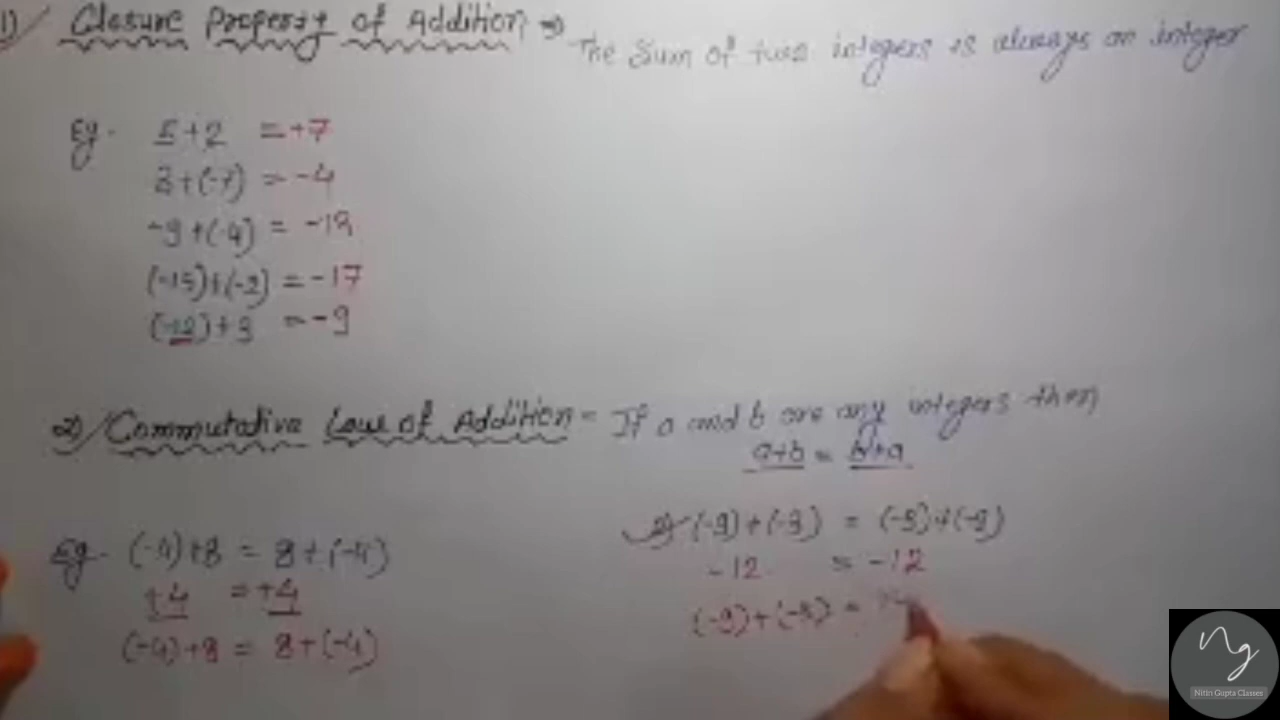 1) Closure Property of Addition ⇒ The sum of two integers is always an integer
Eg- 5+2 = +7
3+(-7) = -4
-9+(-4) = -13
(-15)+(-2) = -17
(-12)+3 = -9
2) Commutative Law of Addition = If a and b are any integers then
a+b = b+a
Eg- (-4)+8 = 8+(-4)
+4 = +4
(-4)+8 = 8+(-4)
2) (-9)+(-3) = (-3)+(-9)
-12 = -12
(-9)+(-3) =
Ng
Nitin Gupta Classes